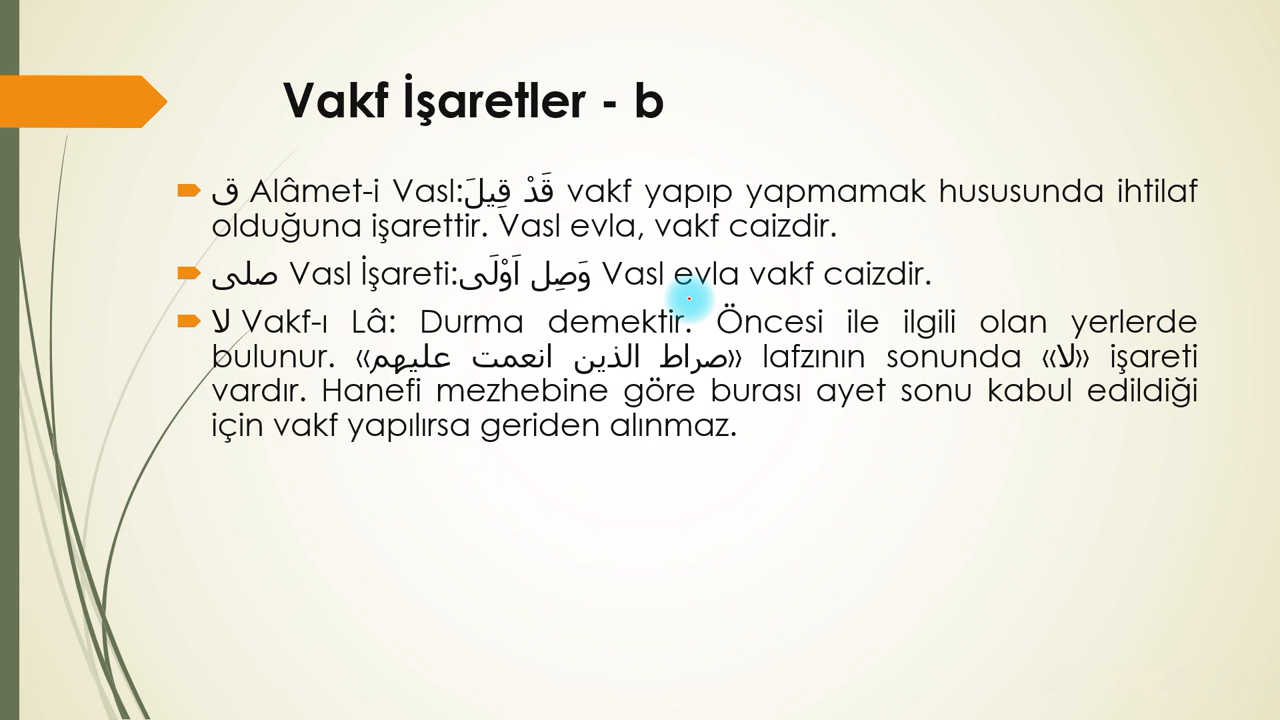 Vakf İşaretler - b
ق Alâmet-i Vasl:قَدْ قِيلَ vakf yapıp yapmamak hususunda ihtilaf
olduğuna işarettir. Vasl evla, vakf caizdir.
صلى Vasl İşareti:وَصِل اَوْلَى Vasl evla vakf caizdir.
لا Vakf-ı Lâ: Durma demektir. Öncesi ile ilgili olan yerlerde
bulunur. «صراط الذين انعمت عليهم» lafzının sonunda «لا» işareti
vardır. Hanefi mezhebine göre burası ayet sonu kabul edildiği
için vakf yapılırsa geriden alınmaz.